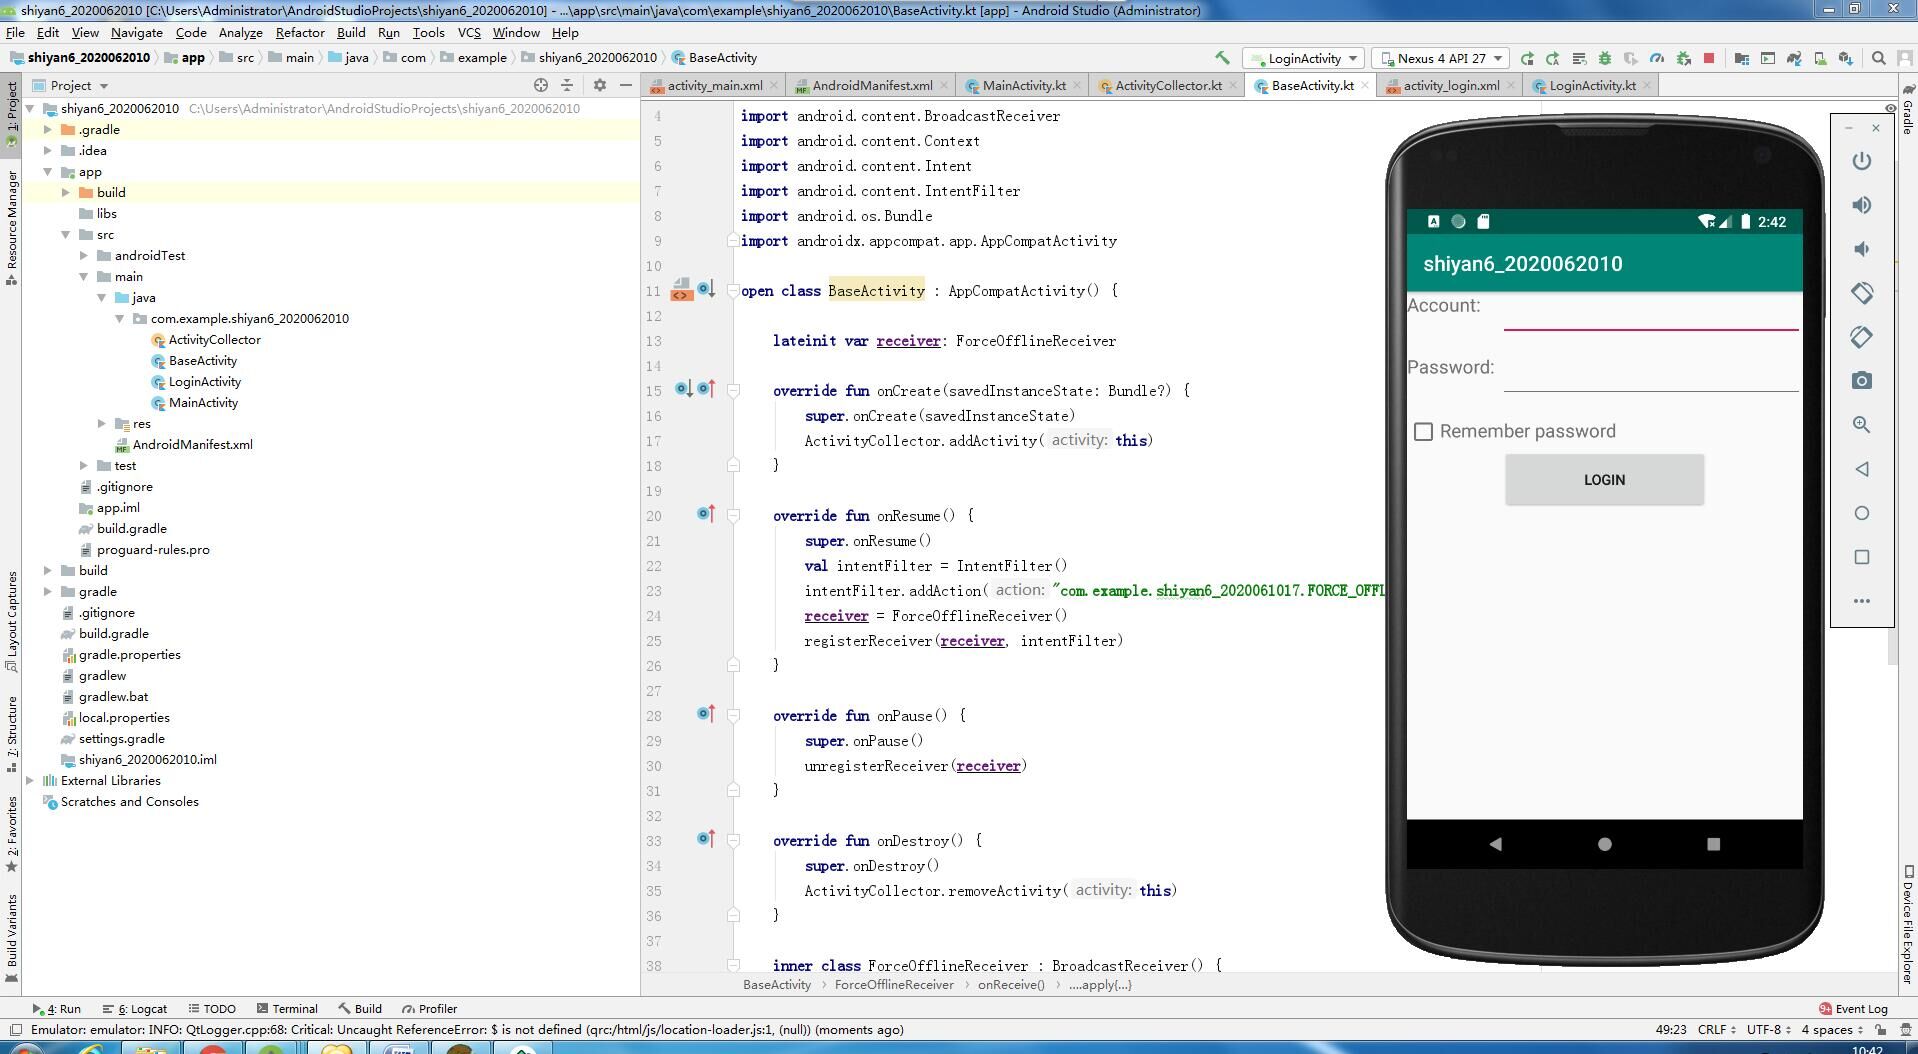 shiyan6_2020062010 [C:\Users\Administrator\AndroidStudioProjects\shiyan6_2020062010] - ...\app\src\main\java\com\example\shiyan6_2020062010\BaseActivity.kt [app] - Android Studio (Administrator)
File Edit View Navigate Code Analyze Refactor Build Run Tools VCS Window Help
shiyan6_2020062010 app src main java com example shiyan6_2020062010 BaseActivity LoginActivity Nexus 4 API 27
Project
activity_main.xml AndroidManifest.xml MainActivity.kt ActivityCollector.kt BaseActivity.kt activity_login.xml LoginActivity.kt
1: Project
Resource Manager
Layout Captures
7: Structure
2: Favorites
Build Variants
shiyan6_2020062010 C:\Users\Administrator\AndroidStudioProjects\shiyan6_2020062010
.gradle
.idea
app
build
libs
src
androidTest
main
java
com.example.shiyan6_2020062010
ActivityCollector
BaseActivity
LoginActivity
MainActivity
res
AndroidManifest.xml
test
.gitignore
app.iml
build.gradle
proguard-rules.pro
build
gradle
.gitignore
build.gradle
gradle.properties
gradlew
gradlew.bat
local.properties
settings.gradle
shiyan6_2020062010.iml
External Libraries
Scratches and Consoles
4 import android.content.BroadcastReceiver
5 import android.content.Context
6 import android.content.Intent
7 import android.content.IntentFilter
8 import android.os.Bundle
9 import androidx.appcompat.app.AppCompatActivity
10
11 open class BaseActivity : AppCompatActivity() {
12
13 lateinit var receiver: ForceOfflineReceiver
14
15 override fun onCreate(savedInstanceState: Bundle?) {
16 super.onCreate(savedInstanceState)
17 ActivityCollector.addActivity( activity: this)
18 }
19
20 override fun onResume() {
21 super.onResume()
22 val intentFilter = IntentFilter()
23 intentFilter.addAction( action: "com.example.shiyan6_2020061017.FORCE_OFFL
24 receiver = ForceOfflineReceiver()
25 registerReceiver(receiver, intentFilter)
26 }
27
28 override fun onPause() {
29 super.onPause()
30 unregisterReceiver(receiver)
31 }
32
33 override fun onDestroy() {
34 super.onDestroy()
35 ActivityCollector.removeActivity( activity: this)
36 }
37
38 inner class ForceOfflineReceiver : BroadcastReceiver() {
BaseActivity ForceOfflineReceiver onReceive() ....apply{...}
2:42
shiyan6_2020062010
Account:
Password:
Remember password
LOGIN
Gradle
Device File Explorer
4: Run 6: Logcat TODO Terminal Build Profiler 9+ Event Log
Emulator: emulator: INFO: QtLogger.cpp:68: Critical: Uncaught ReferenceError: $ is not defined (qrc:/html/js/location-loader.js:1, (null)) (moments ago) 49:23 CRLF UTF-8 4 spaces
10:42